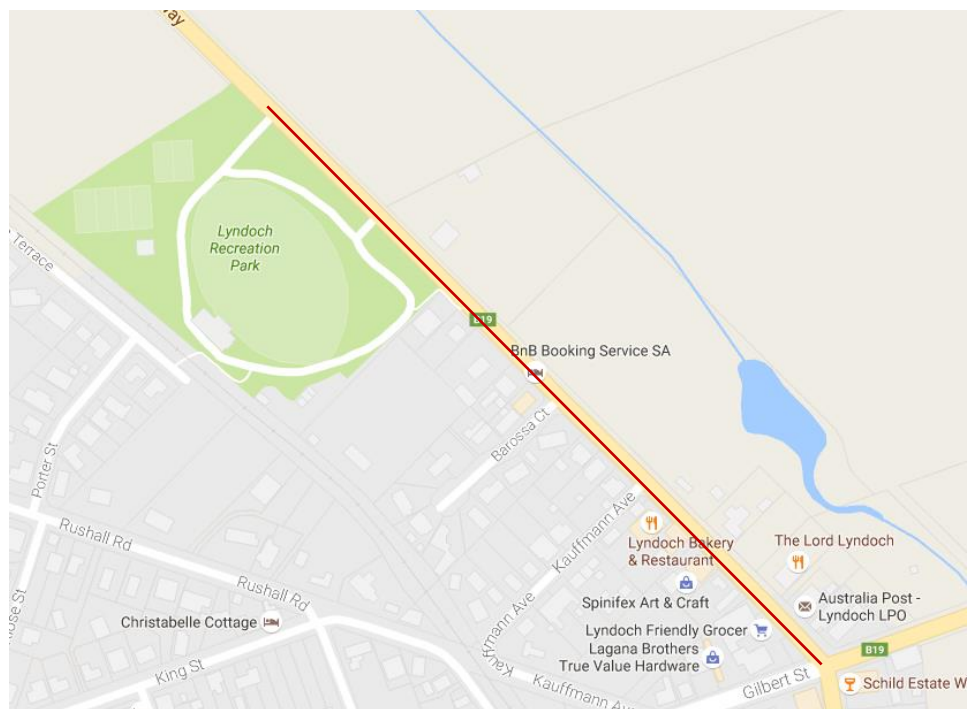 way
Lyndoch
Recreation
Park
Terrace
B19
BnB Booking Service SA
Barossa Ct
Porter St
Kauffmann Ave
Lyndoch Bakery
& Restaurant
The Lord Lyndoch
Rushall Rd
Spinifex Art & Craft
Australia Post -
Lyndoch LPO
Rushall Rd
Kauffmann Ave
Christabelle Cottage
Lyndoch Friendly Grocer
Lagana Brothers
True Value Hardware
B19
King St
Kauffmann Ave
Gilbert St
Schild Estate W